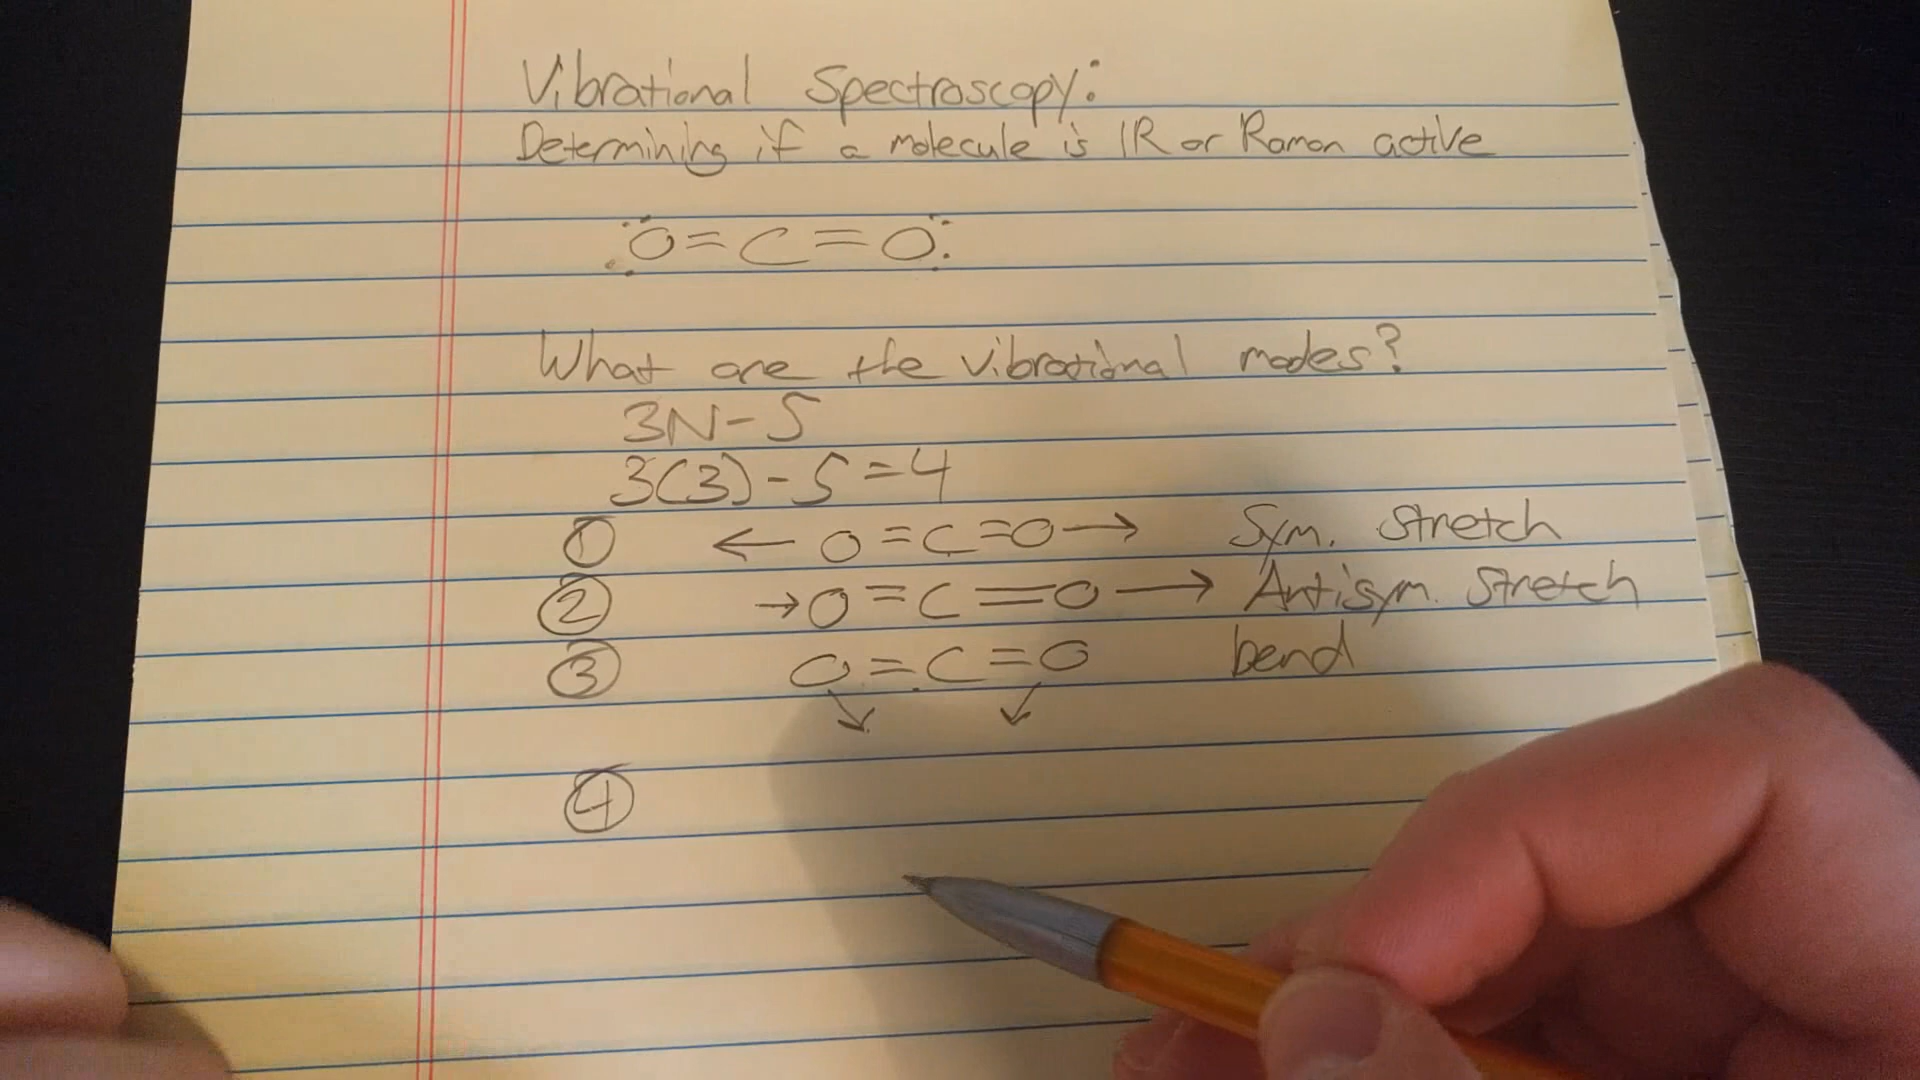 Vibrational Spectroscopy:
Determining if a molecule is IR or Raman active
:Ö=C=Ö:
What are the vibrational modes?
3N-5
3(3)-5=4
① ← O=C=O → Sym. Stretch
② →O=C=O → Antisym. Stretch
③ O=C=O bend
↘ ↙
④